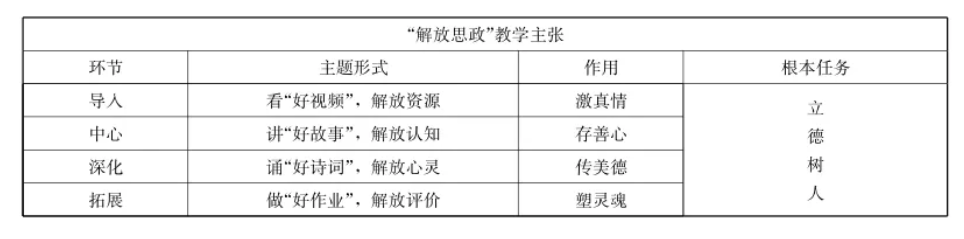 “解放思政”教学主张
环节 主题形式 作用 根本任务
导入 看“好视频”，解放资源 激真情
中心 讲“好故事”，解放认知 存善心
深化 诵“好诗词”，解放心灵 传美德
拓展 做“好作业”，解放评价 塑灵魂
立
德
树
人